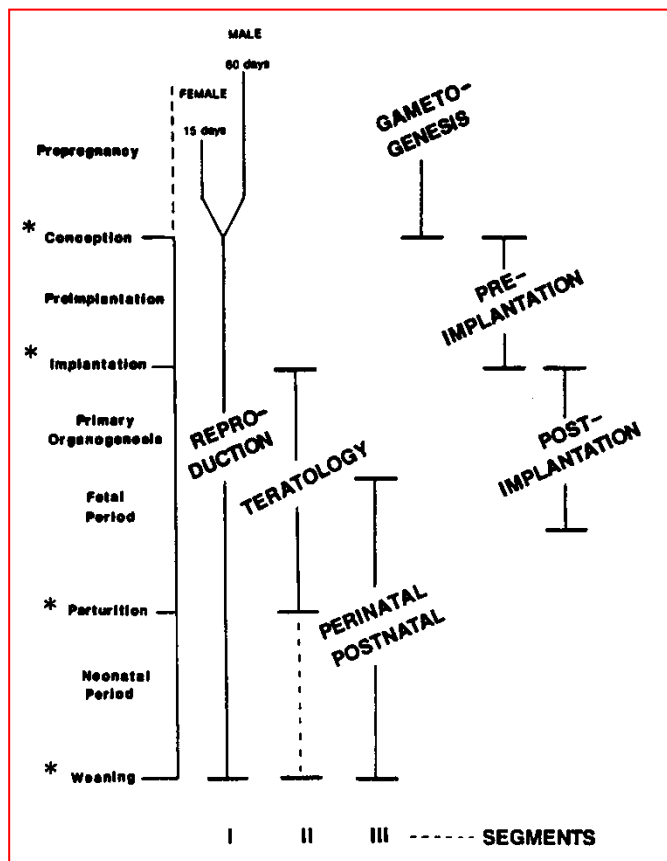 MALE
60 days
FEMALE
15 days
GAMETO-
GENESIS
Prepregnancy
* Conception
Preimplantation
PRE-
IMPLANTATION
* Implantation
Primary
Organogenesis
REPRO-
DUCTION
TERATOLOGY
POST-
IMPLANTATION
Fetal
Period
* Parturition
PERINATAL
POSTNATAL
Neonatal
Period
* Weaning
I II III ------- SEGMENTS